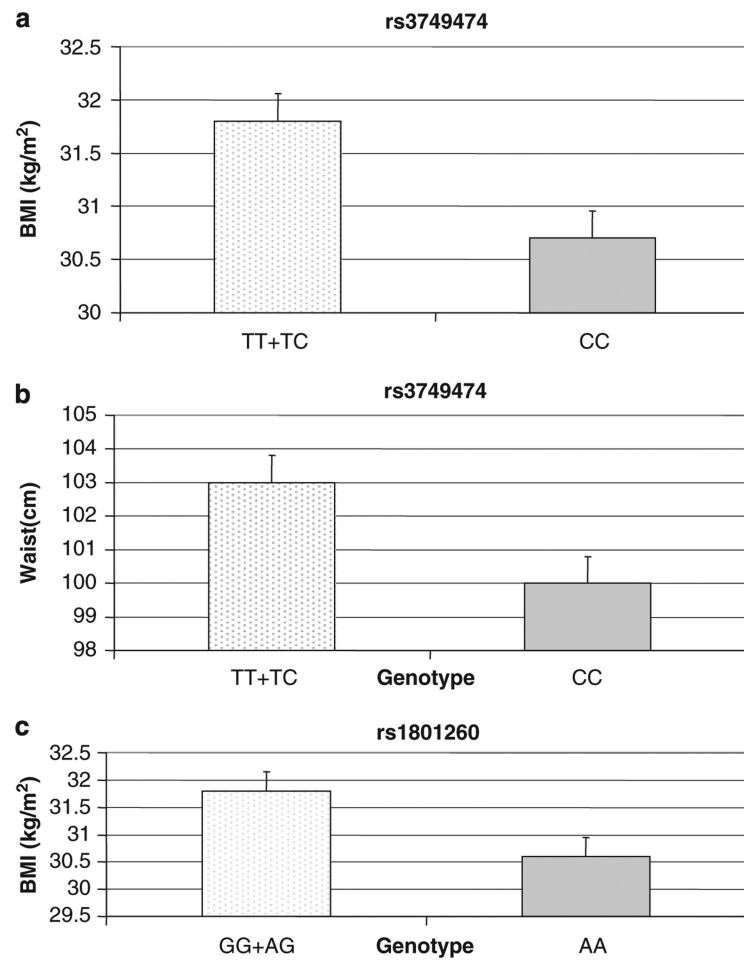 a
rs3749474
32.5
32
31.5
31
30.5
30
BMI (kg/m²)
TT+TC CC
b
rs3749474
105
104
103
102
101
100
99
98
Waist(cm)
TT+TC Genotype CC
c
rs1801260
32.5
32
31.5
31
30.5
30
29.5
BMI (kg/m²)
GG+AG Genotype AA